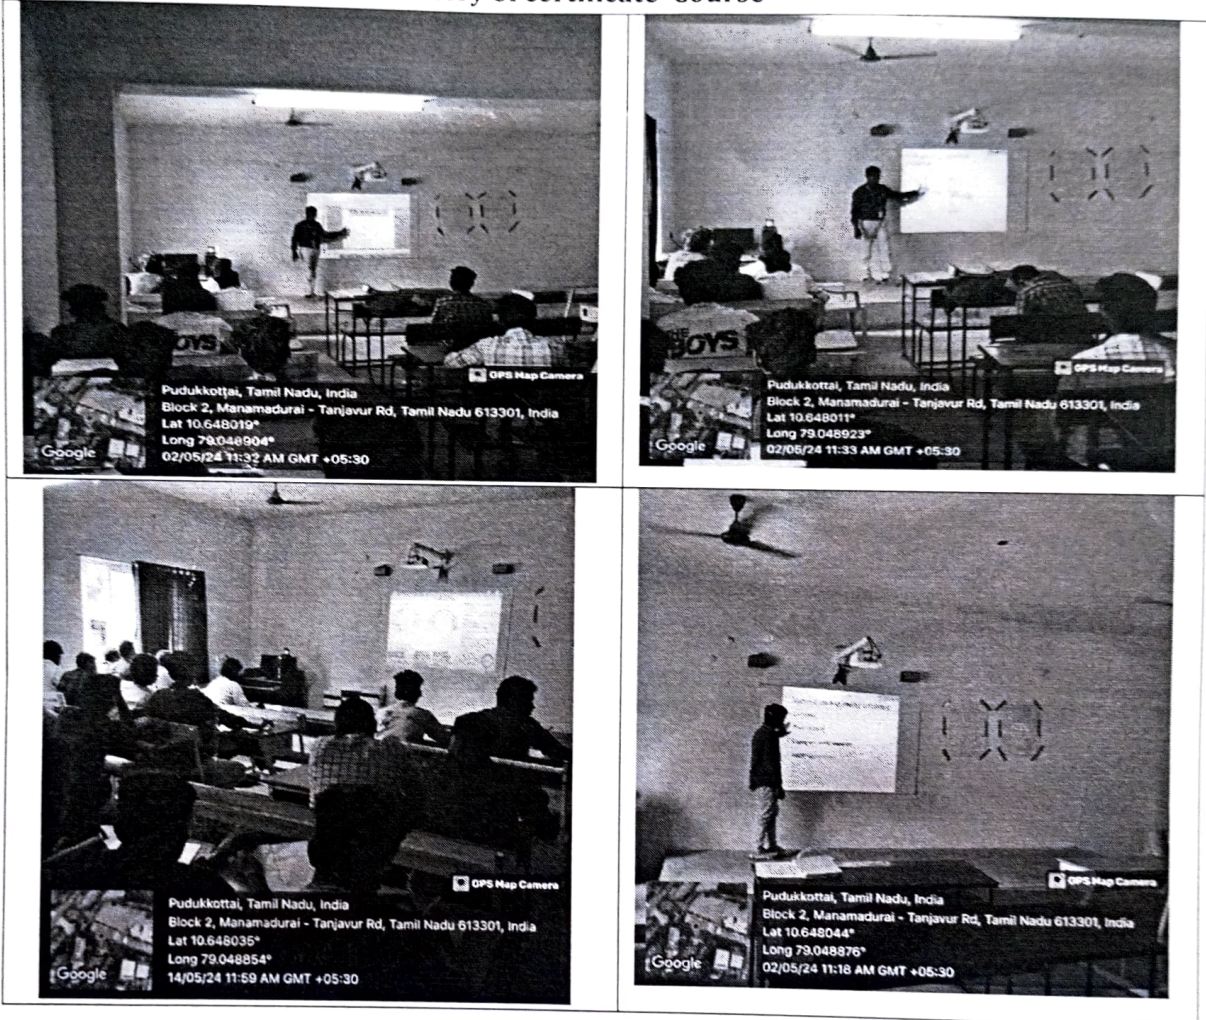 of certificate course
THE
BOYS
GPS Map Camera
Pudukkottai, Tamil Nadu, India
Block 2, Manamadurai - Tanjavur Rd, Tamil Nadu 613301, India
Lat 10.648019°
Long 79.048904°
02/05/24 11:32 AM GMT +05:30
Google
THE
BOYS
GPS Map Camera
Pudukkottai, Tamil Nadu, India
Block 2, Manamadurai - Tanjavur Rd, Tamil Nadu 613301, India
Lat 10.648011°
Long 79.048923°
02/05/24 11:33 AM GMT +05:30
Google
GPS Map Camera
Pudukkottai, Tamil Nadu, India
Block 2, Manamadurai - Tanjavur Rd, Tamil Nadu 613301, India
Lat 10.648035°
Long 79.048854°
14/05/24 11:59 AM GMT +05:30
Google
GPS Map Camera
Pudukkottai, Tamil Nadu, India
Block 2, Manamadurai - Tanjavur Rd, Tamil Nadu 613301, India
Lat 10.648044°
Long 79.048876°
02/05/24 11:18 AM GMT +05:30
Google